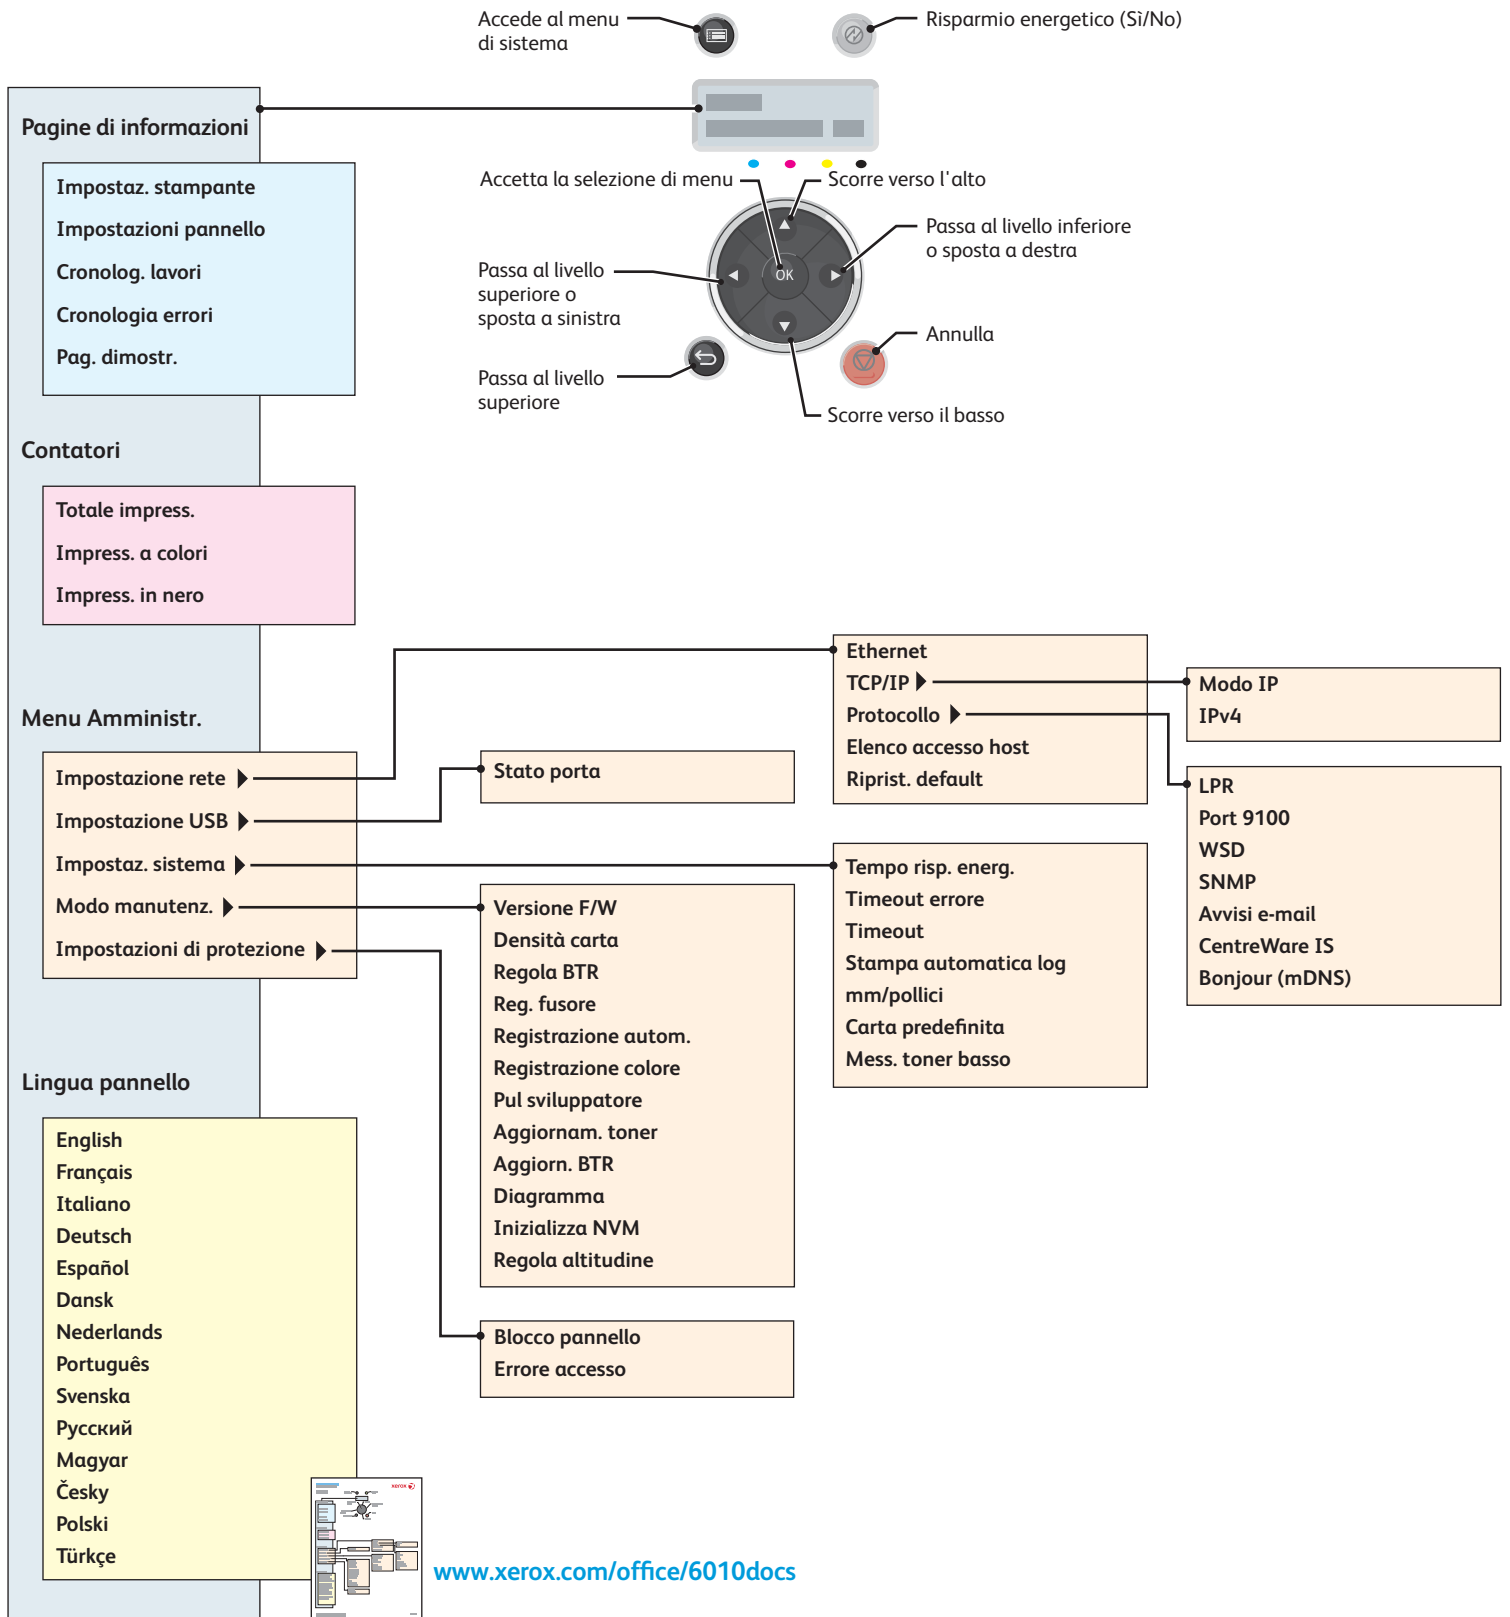 Accede al menu
di sistema
Risparmio energetico (Sì/No)
Accetta la selezione di menu
Scorre verso l'alto
Passa al livello inferiore
o sposta a destra
Passa al livello
superiore o
sposta a sinistra
OK
Annulla
Passa al livello
superiore
Scorre verso il basso
Pagine di informazioni
Impostaz. stampante
Impostazioni pannello
Cronolog. lavori
Cronologia errori
Pag. dimostr.
Contatori
Totale impress.
Impress. a colori
Impress. in nero
Menu Amministr.
Impostazione rete
Impostazione USB
Impostaz. sistema
Modo manutenz.
Impostazioni di protezione
Stato porta
Versione F/W
Densità carta
Regola BTR
Reg. fusore
Registrazione autom.
Registrazione colore
Pul sviluppatore
Aggiornam. toner
Aggiorn. BTR
Diagramma
Inizializza NVM
Regola altitudine
Blocco pannello
Errore accesso
Ethernet
TCP/IP
Protocollo
Elenco accesso host
Riprist. default
Tempo risp. energ.
Timeout errore
Timeout
Stampa automatica log
mm/pollici
Carta predefinita
Mess. toner basso
Modo IP
IPv4
LPR
Port 9100
WSD
SNMP
Avvisi e-mail
CentreWare IS
Bonjour (mDNS)
Lingua pannello
English
Français
Italiano
Deutsch
Español
Dansk
Nederlands
Português
Svenska
Русский
Magyar
Česky
Polski
Türkçe
xerox
www.xerox.com/office/6010docs